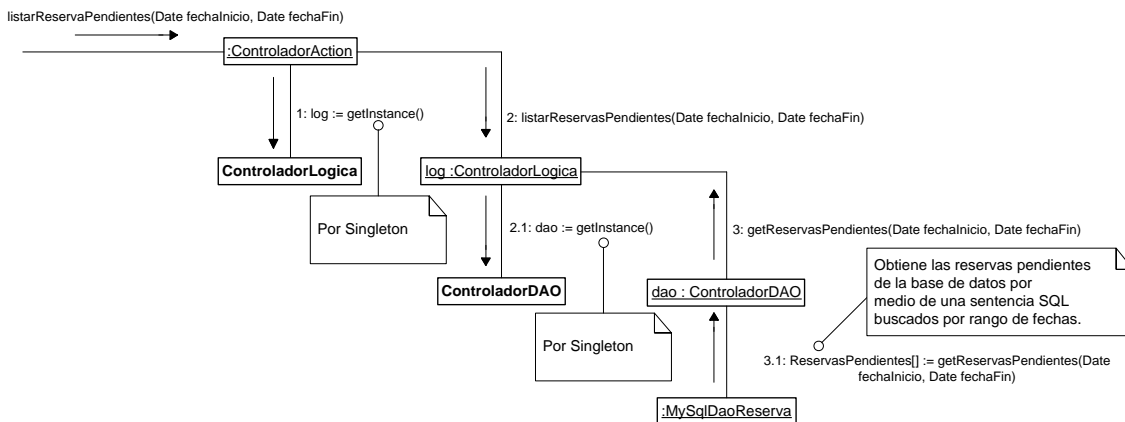 listarReservaPendientes(Date fechaInicio, Date fechaFin)
:ControladorAction
1: log := getInstance()
2: listarReservasPendientes(Date fechaInicio, Date fechaFin)
ControladorLogica
log :ControladorLogica
Por Singleton
2.1: dao := getInstance()
3: getReservasPendientes(Date fechaInicio, Date fechaFin)
Obtiene las reservas pendientes
de la base de datos por
medio de una sentencia SQL
buscados por rango de fechas.
ControladorDAO
dao : ControladorDAO
Por Singleton
3.1: ReservasPendientes[] := getReservasPendientes(Date
fechaInicio, Date fechaFin)
:MySqlDaoReserva